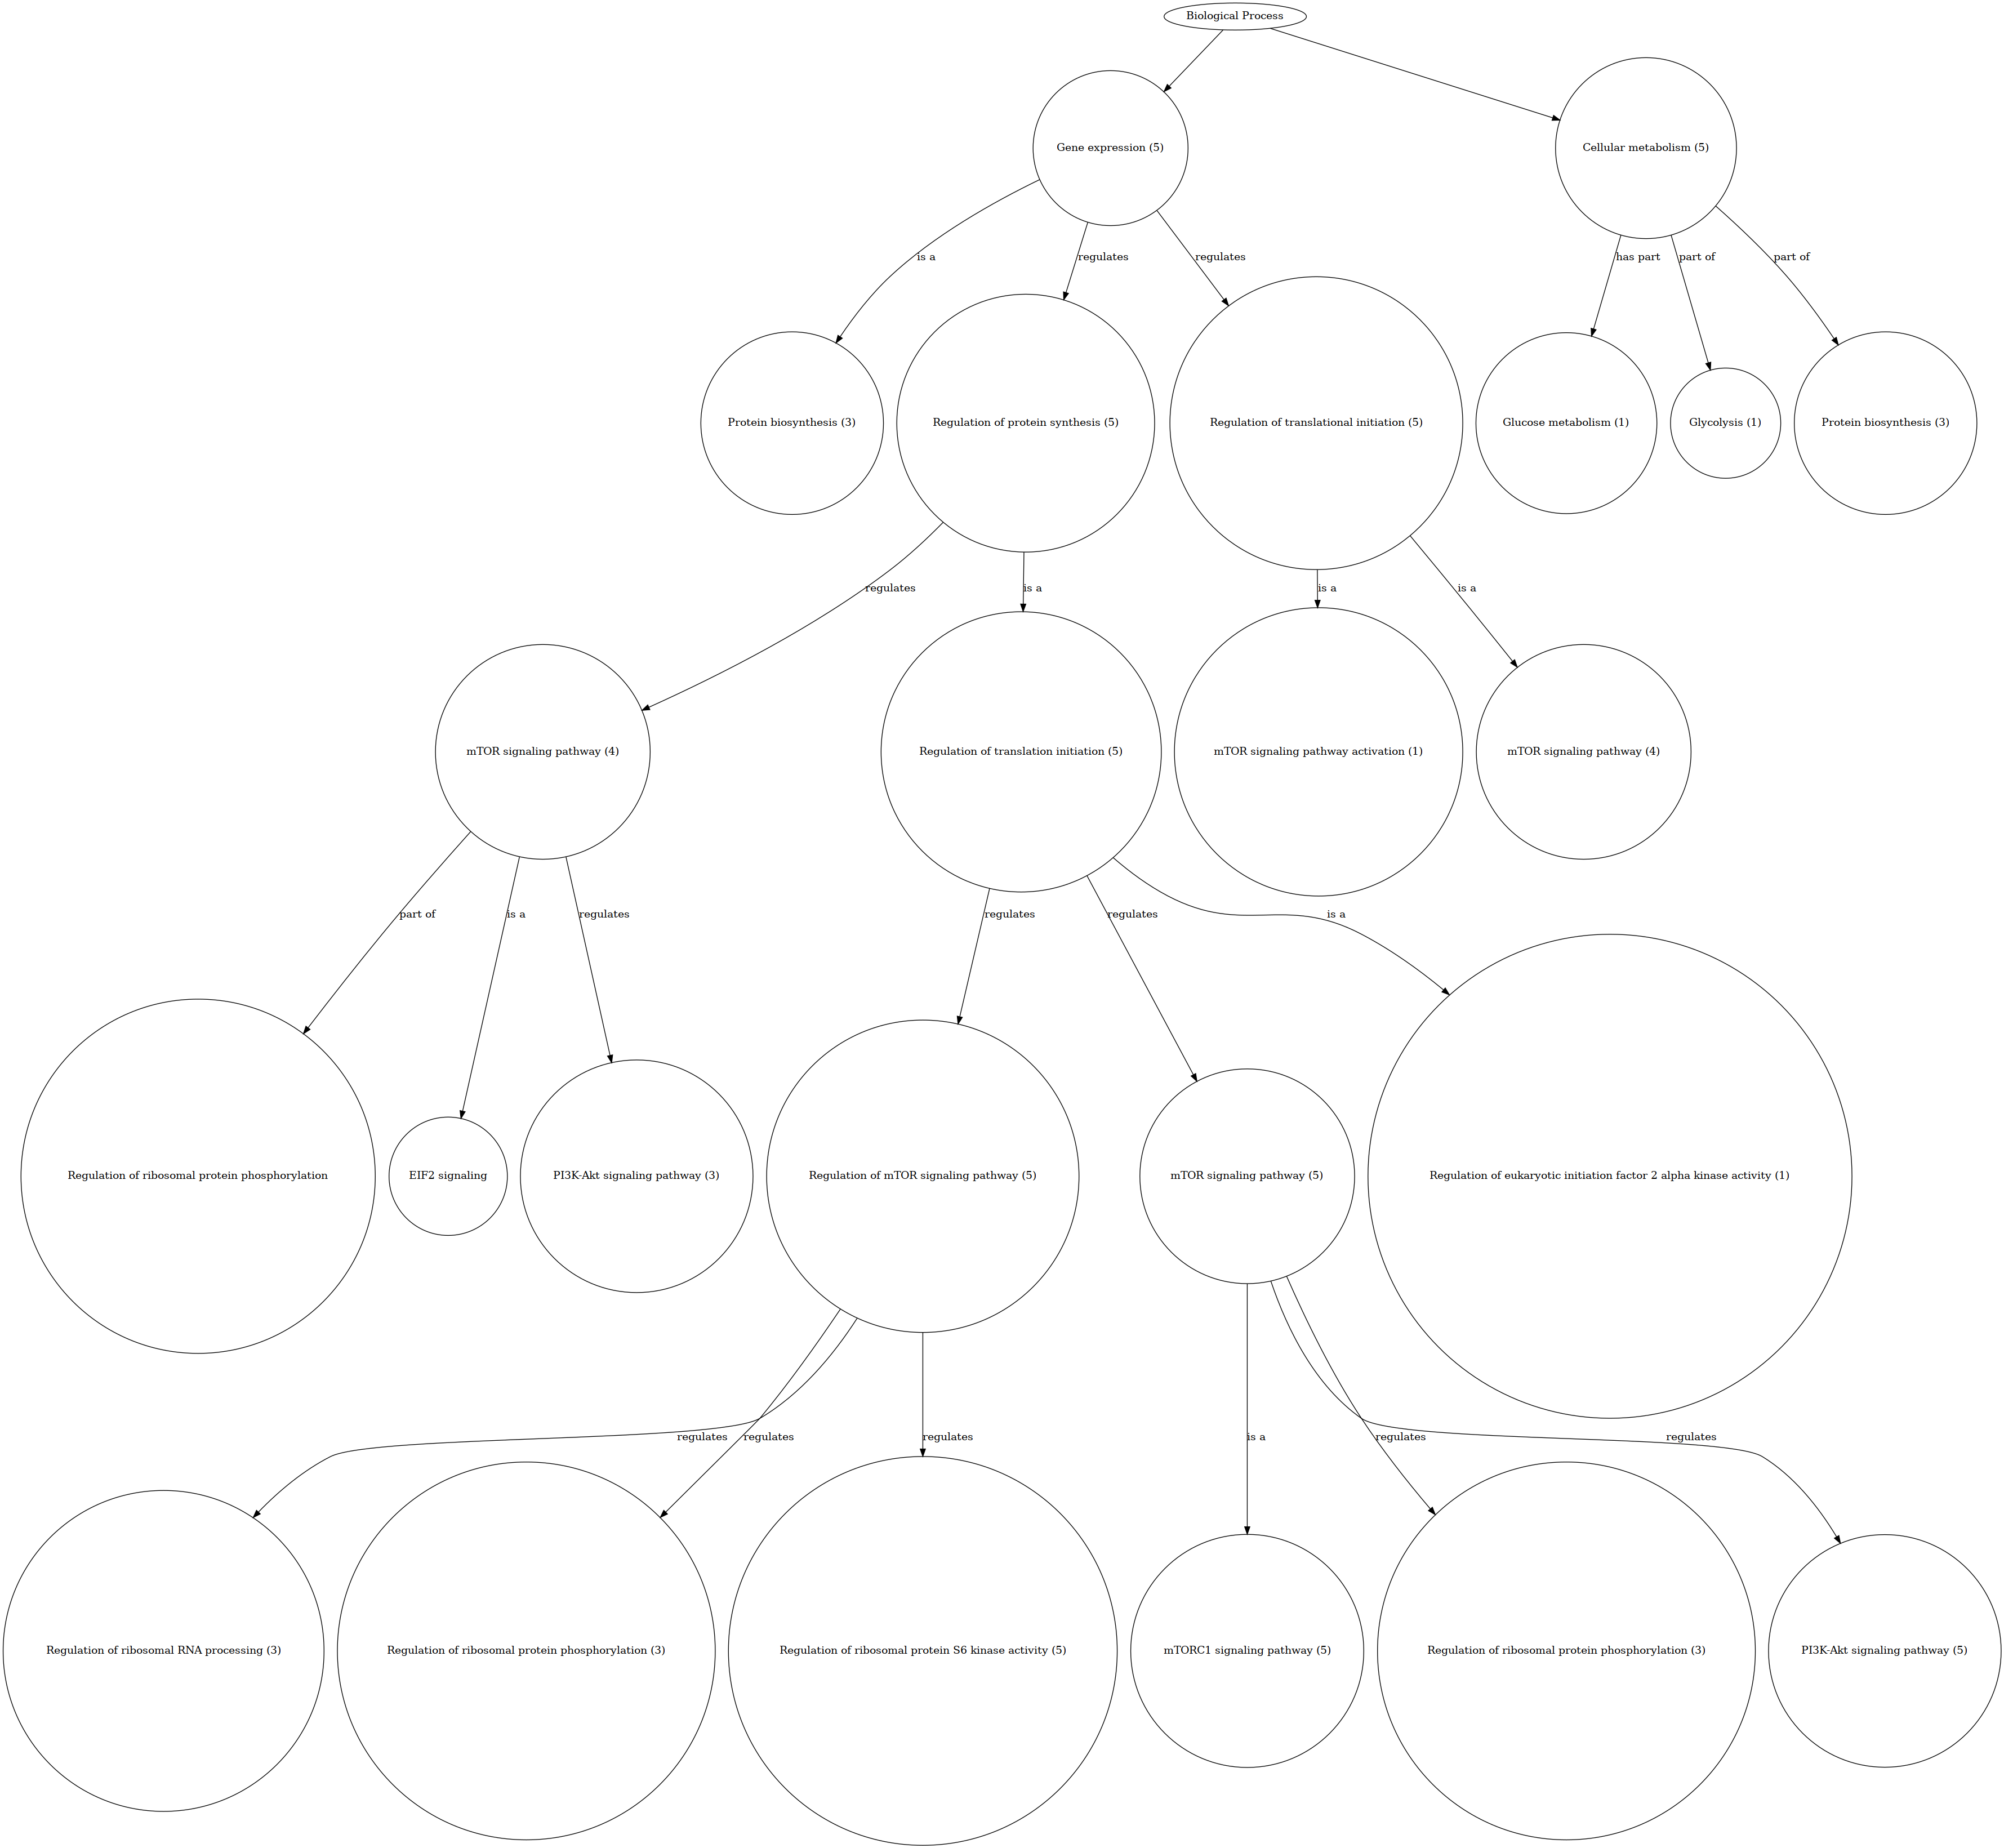 Biological Process
Gene expression (5)
Cellular metabolism (5)
is a
regulates
regulates
has part
part of
part of
Protein biosynthesis (3)
Regulation of protein synthesis (5)
Regulation of translational initiation (5)
Glucose metabolism (1)
Glycolysis (1)
Protein biosynthesis (3)
regulates
is a
is a
is a
mTOR signaling pathway (4)
Regulation of translation initiation (5)
mTOR signaling pathway activation (1)
mTOR signaling pathway (4)
part of
is a
regulates
regulates
regulates
is a
Regulation of ribosomal protein phosphorylation
EIF2 signaling
PI3K-Akt signaling pathway (3)
Regulation of mTOR signaling pathway (5)
mTOR signaling pathway (5)
Regulation of eukaryotic initiation factor 2 alpha kinase activity (1)
regulates
regulates
regulates
is a
regulates
regulates
Regulation of ribosomal RNA processing (3)
Regulation of ribosomal protein phosphorylation (3)
Regulation of ribosomal protein S6 kinase activity (5)
mTORC1 signaling pathway (5)
Regulation of ribosomal protein phosphorylation (3)
PI3K-Akt signaling pathway (5)